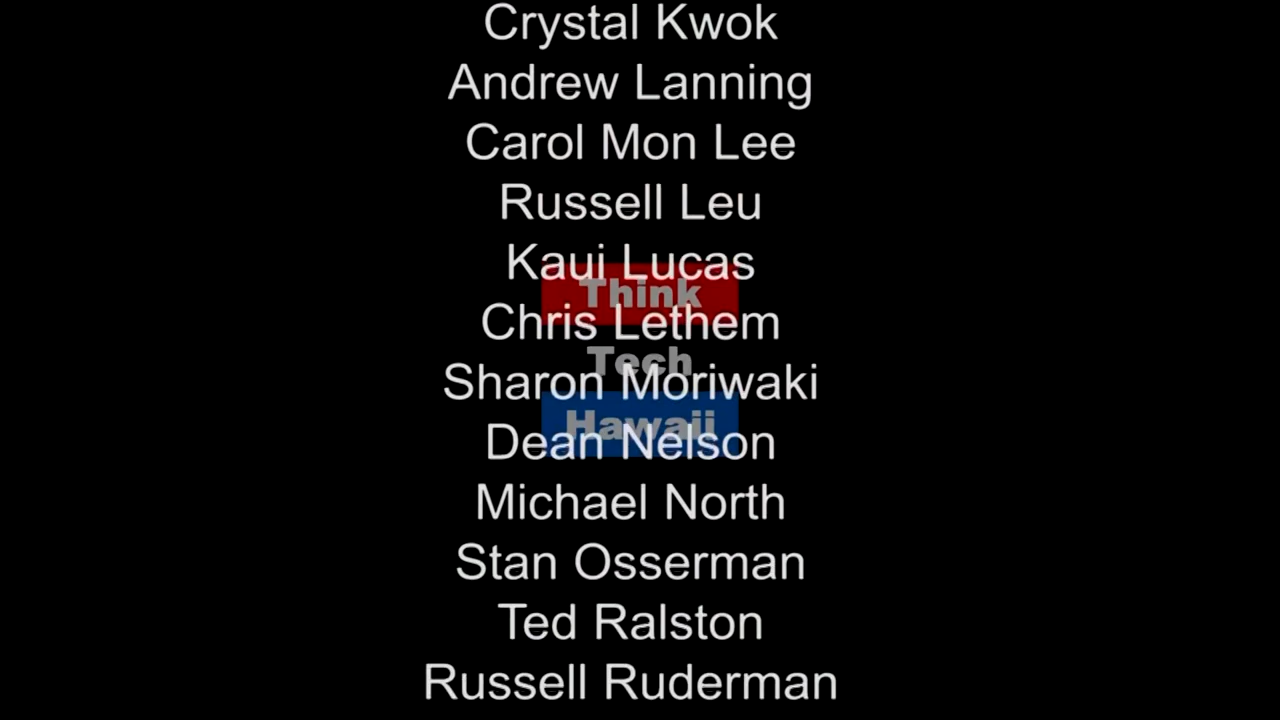 Crystal Kwok
Andrew Lanning
Carol Mon Lee
Russell Leu
Kaui Lucas
Think
Chris Lethem
Tech
Sharon Moriwaki
Hawaii
Dean Nelson
Michael North
Stan Osserman
Ted Ralston
Russell Ruderman